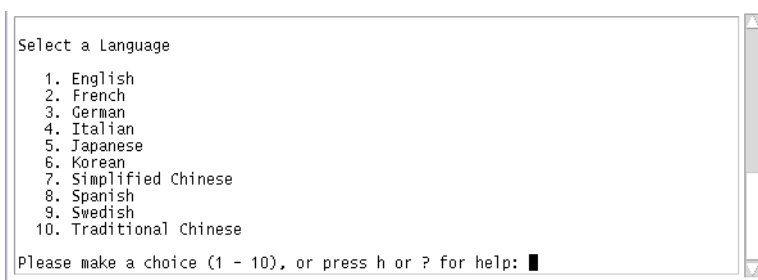 Select a Language
1. English
2. French
3. German
4. Italian
5. Japanese
6. Korean
7. Simplified Chinese
8. Spanish
9. Swedish
10. Traditional Chinese
Please make a choice (1 - 10), or press h or ? for help: